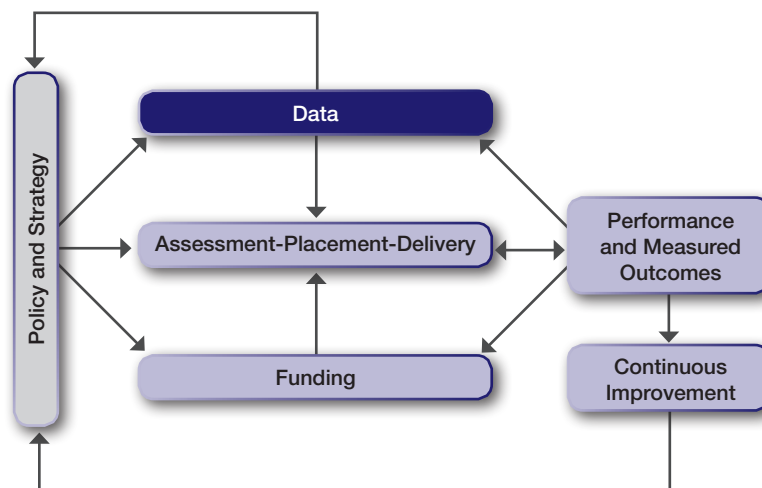 Policy and Strategy
Data
Assessment-Placement-Delivery
Funding
Performance
and Measured
Outcomes
Continuous
Improvement